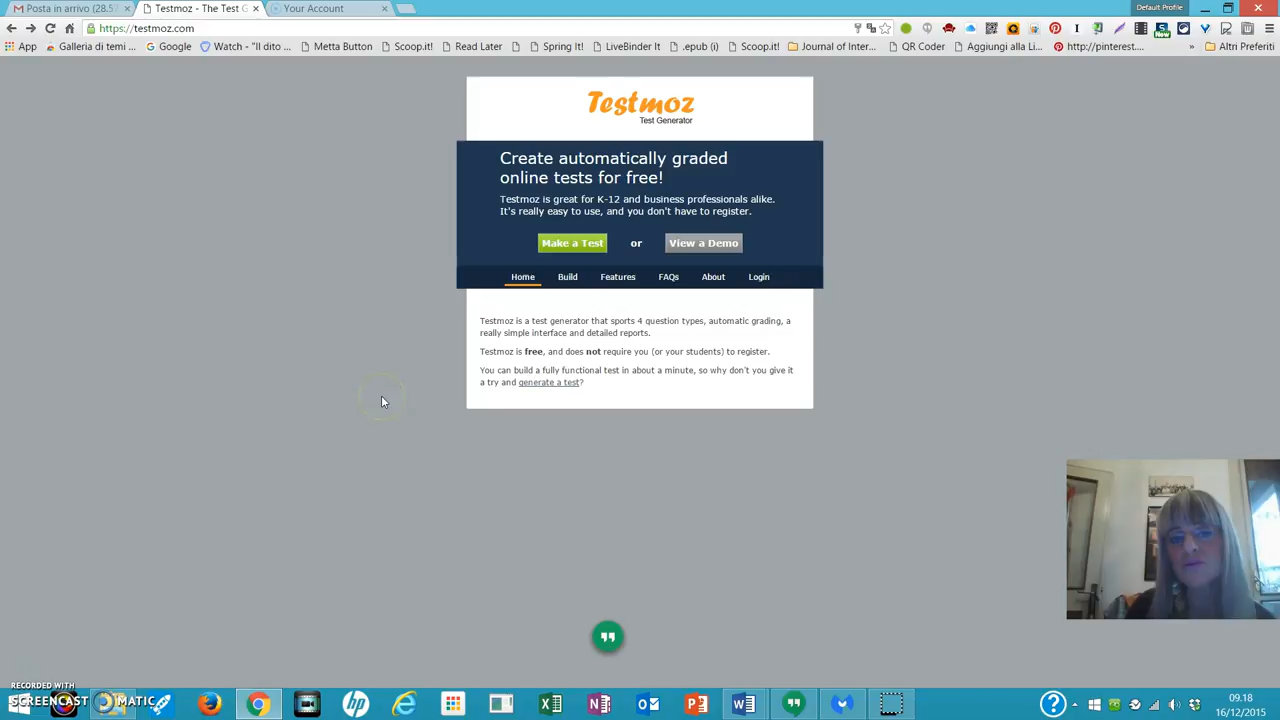 Posta in arrivo (28.5
Testmoz - The Test G
Your Account
Default Profile
https://testmoz.com
App
Galleria di temi ...
Google
Watch - "Il dito ...
Metta Button
Scoop.it!
Read Later
Spring It!
LiveBinder It
.epub (i)
Scoop.it!
Journal of Inter...
QR Coder
Aggiungi alla Li...
http://pinterest....
»
Altri Preferiti
New
Testmoz
Test Generator
Create automatically graded
online tests for free!
Testmoz is great for K-12 and business professionals alike.
It's really easy to use, and you don't have to register.
Make a Test or View a Demo
Home Build Features FAQs About Login
Testmoz is a test generator that sports 4 question types, automatic grading, a
really simple interface and detailed reports.
Testmoz is free, and does not require you (or your students) to register.
You can build a fully functional test in about a minute, so why don't you give it
a try and generate a test?
RECORDED WITH
SCREENCAST MATIC
09.18
16/12/2015